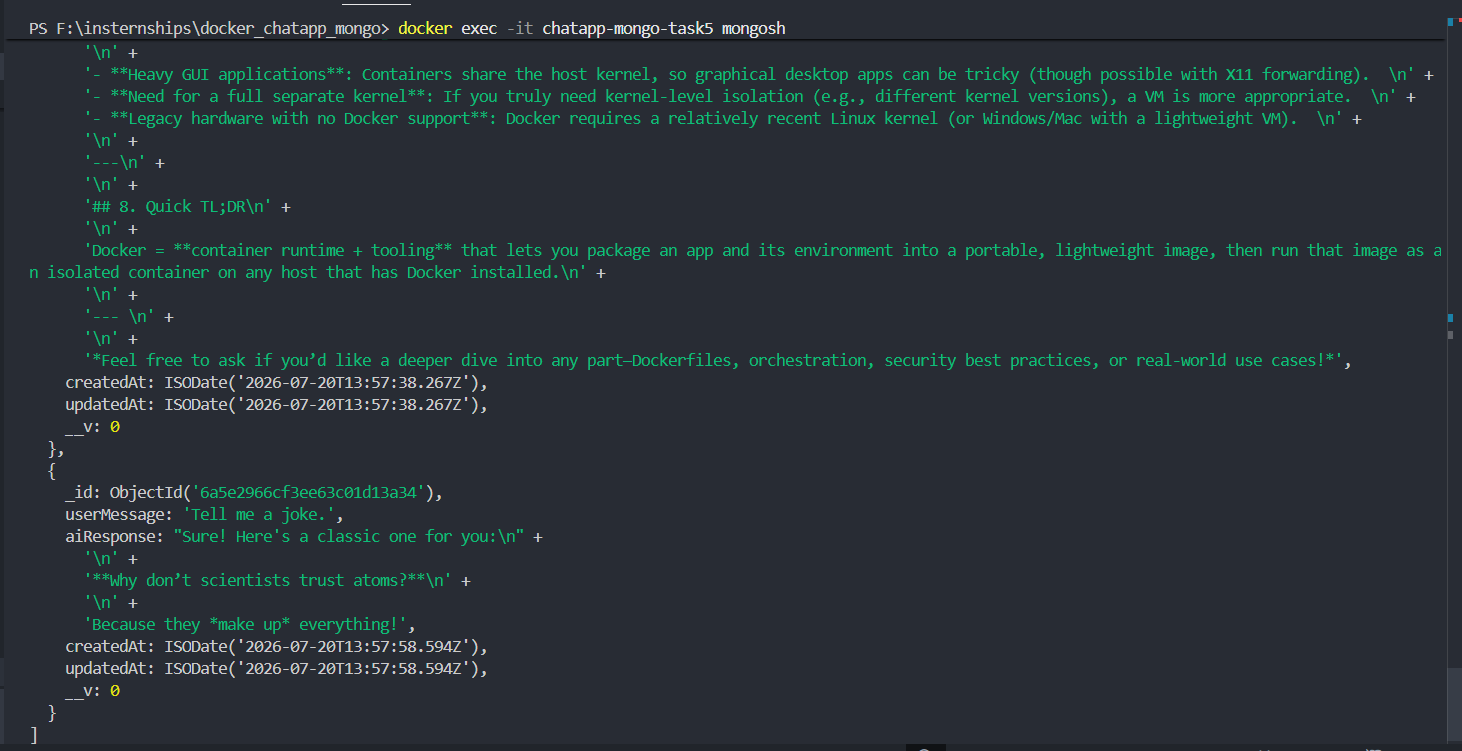 PS F:\insternships\docker_chatapp_mongo> docker exec -it chatapp-mongo-task5 mongosh
'\n' +
'- **Heavy GUI applications**: Containers share the host kernel, so graphical desktop apps can be tricky (though possible with X11 forwarding).  \n' +
'- **Need for a full separate kernel**: If you truly need kernel-level isolation (e.g., different kernel versions), a VM is more appropriate.  \n' +
'- **Legacy hardware with no Docker support**: Docker requires a relatively recent Linux kernel (or Windows/Mac with a lightweight VM).  \n' +
'\n' +
'---\n' +
'\n' +
'## 8. Quick TL;DR\n' +
'\n' +
'Docker = **container runtime + tooling** that lets you package an app and its environment into a portable, lightweight image, then run that image as a
n isolated container on any host that has Docker installed.\n' +
'\n' +
'--- \n' +
'\n' +
'*Feel free to ask if you’d like a deeper dive into any part—Dockerfiles, orchestration, security best practices, or real‑world use cases!*',
createdAt: ISODate('2026-07-20T13:57:38.267Z'),
updatedAt: ISODate('2026-07-20T13:57:38.267Z'),
__v: 0
},
{
_id: ObjectId('6a5e2966cf3ee63c01d13a34'),
userMessage: 'Tell me a joke.',
aiResponse: "Sure! Here's a classic one for you:\n" +
'\n' +
'**Why don’t scientists trust atoms?**\n' +
'\n' +
'Because they *make up* everything!',
createdAt: ISODate('2026-07-20T13:57:58.594Z'),
updatedAt: ISODate('2026-07-20T13:57:58.594Z'),
__v: 0
}
]